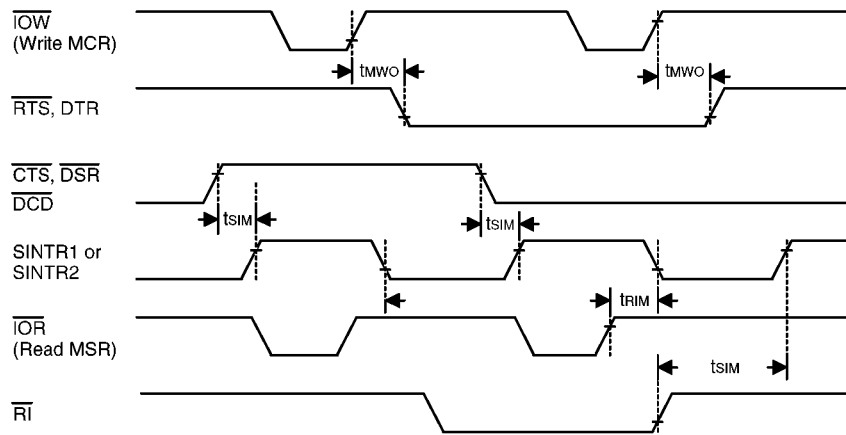 IOW
(Write MCR)
tMWO
tMWO
RTS, DTR
CTS, DSR
DCD
tSIM
tSIM
SINTR1 or
SINTR2
tRIM
IOR
(Read MSR)
tSIM
RI